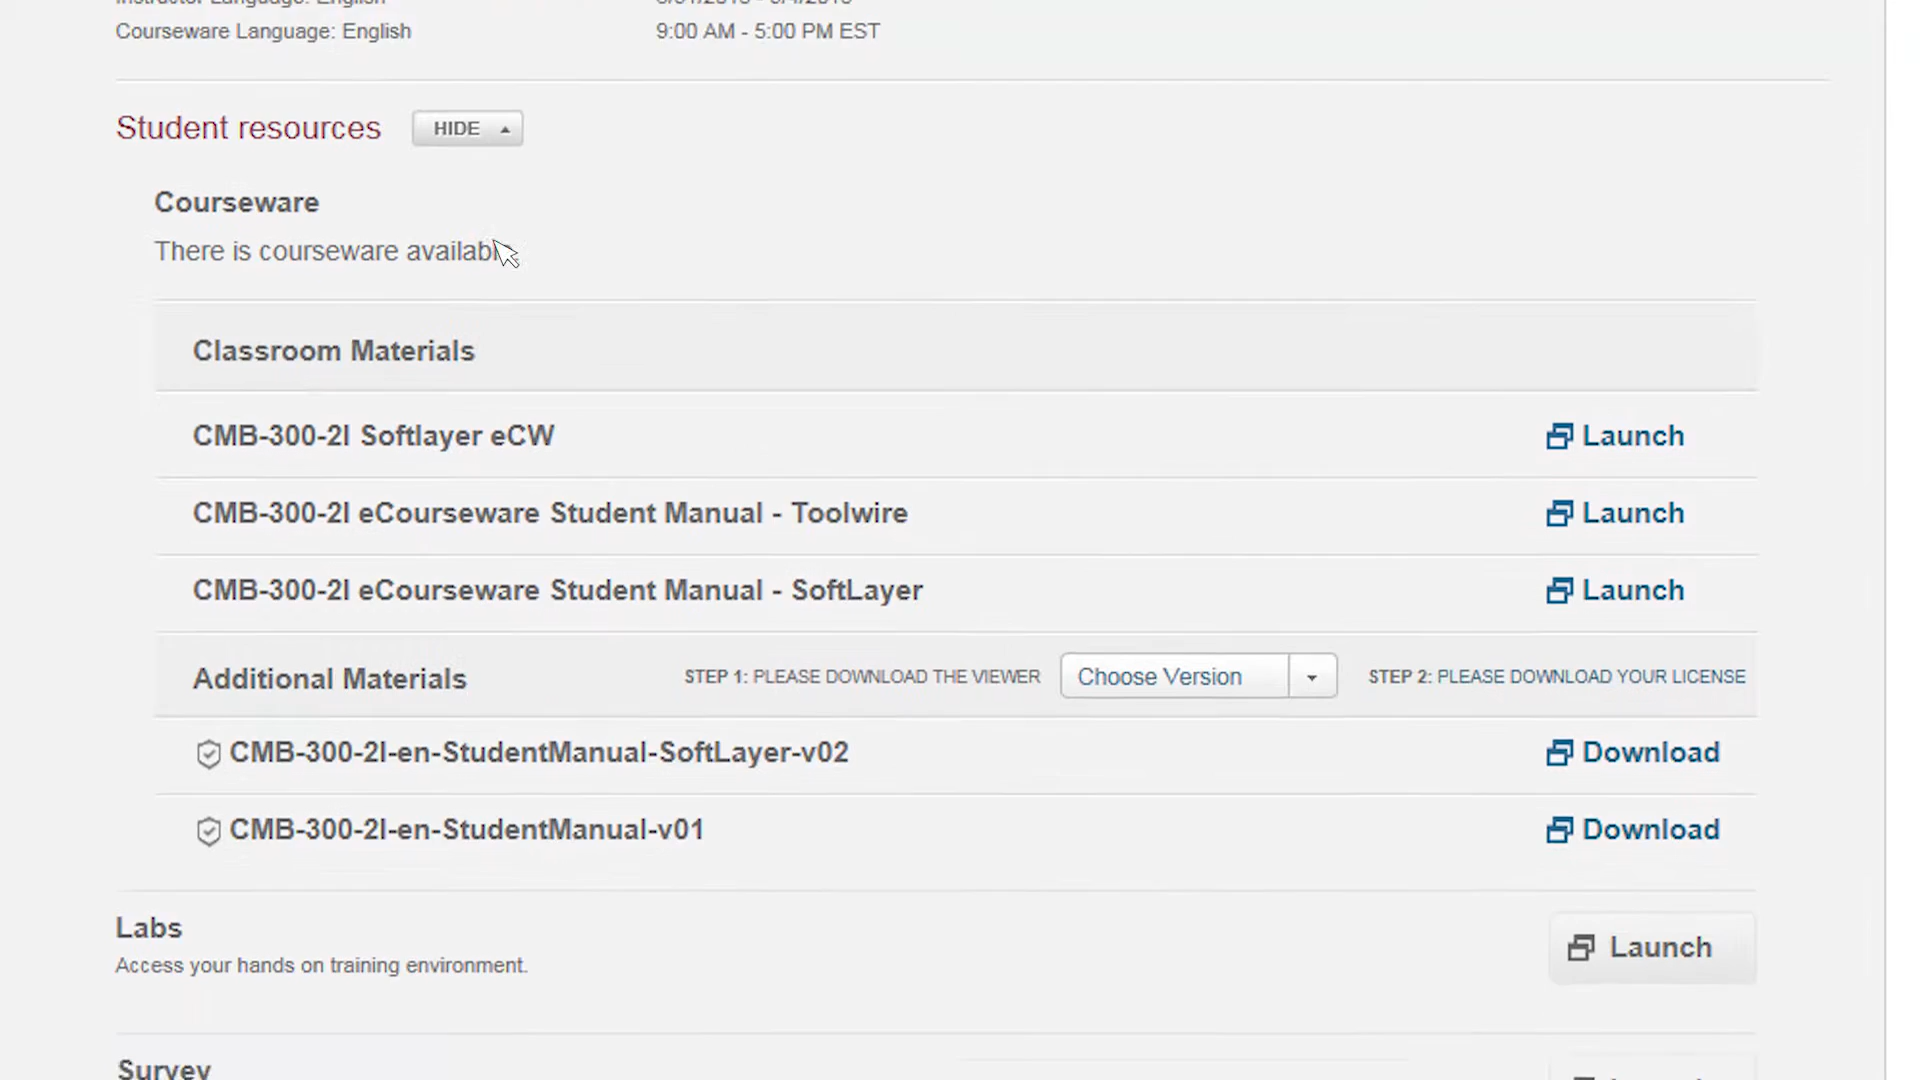 Instructor Language: English
Courseware Language: English
9:00 AM - 5:00 PM EST
Student resources
HIDE
Courseware
There is courseware available
Classroom Materials
CMB-300-2I Softlayer eCW
Launch
CMB-300-2I eCourseware Student Manual - Toolwire
Launch
CMB-300-2I eCourseware Student Manual - SoftLayer
Launch
Additional Materials
STEP 1: PLEASE DOWNLOAD THE VIEWER
Choose Version
STEP 2: PLEASE DOWNLOAD YOUR LICENSE
CMB-300-2I-en-StudentManual-SoftLayer-v02
Download
CMB-300-2I-en-StudentManual-v01
Download
Labs
Access your hands on training environment.
Launch
Survey